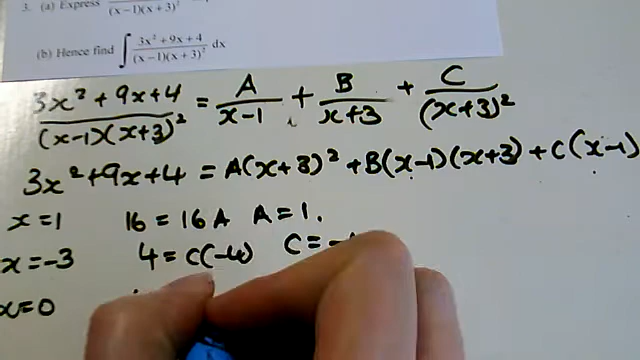 3. (a) Express
(x−1)(x+3)²
(b) Hence find ∫ (3x² + 9x + 4)/((x−1)(x+3)²) dx
(3x² + 9x + 4)/((x−1)(x+3)²) = A/(x−1) + B/(x+3) + C/(x+3)²
3x² + 9x + 4 = A(x+3)² + B(x−1)(x+3) + C(x−1)
x = 1 16 = 16A A = 1.
x = −3 4 = C(−4) C = −
x = 0